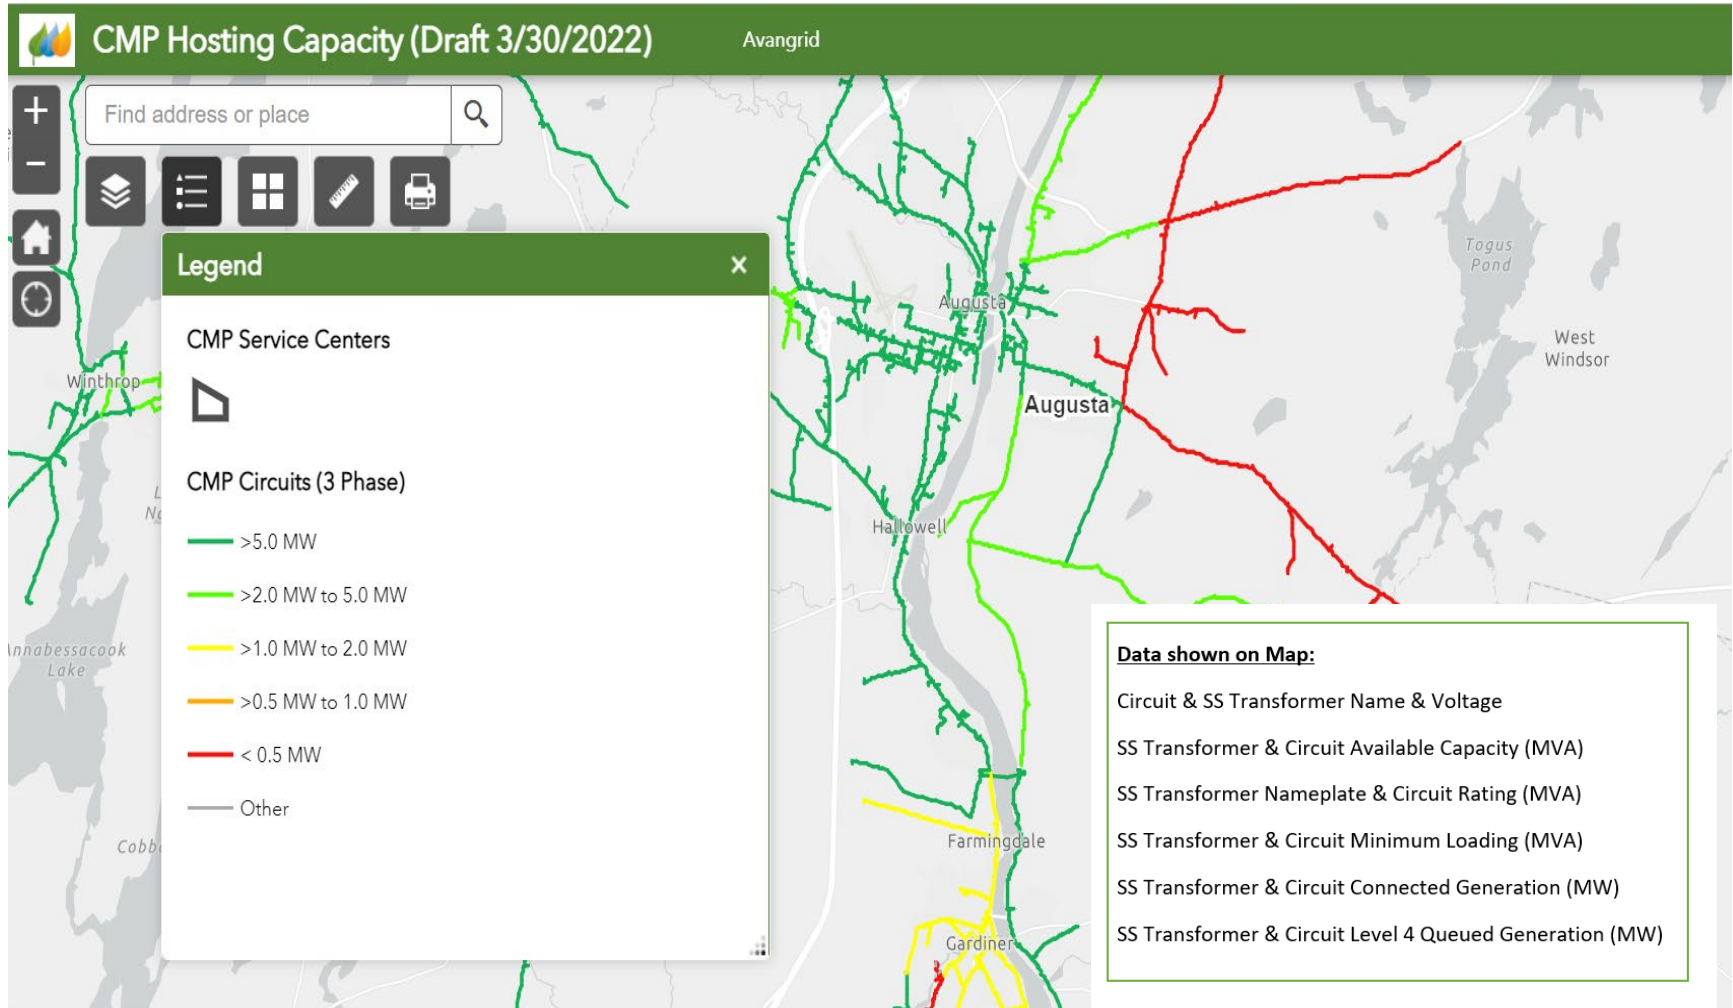 CMP Hosting Capacity (Draft 3/30/2022)
Avangrid
+
Find address or place
−
Legend
×
CMP Service Centers
CMP Circuits (3 Phase)
>5.0 MW
>2.0 MW to 5.0 MW
>1.0 MW to 2.0 MW
>0.5 MW to 1.0 MW
< 0.5 MW
Other
Winthrop
Annabessacook
Lake
Augusta
Augusta
Togus
Pond
West
Windsor
Hallowell
Farmingdale
Gardiner
Data shown on Map:
Circuit & SS Transformer Name & Voltage
SS Transformer & Circuit Available Capacity (MVA)
SS Transformer Nameplate & Circuit Rating (MVA)
SS Transformer & Circuit Minimum Loading (MVA)
SS Transformer & Circuit Connected Generation (MW)
SS Transformer & Circuit Level 4 Queued Generation (MW)